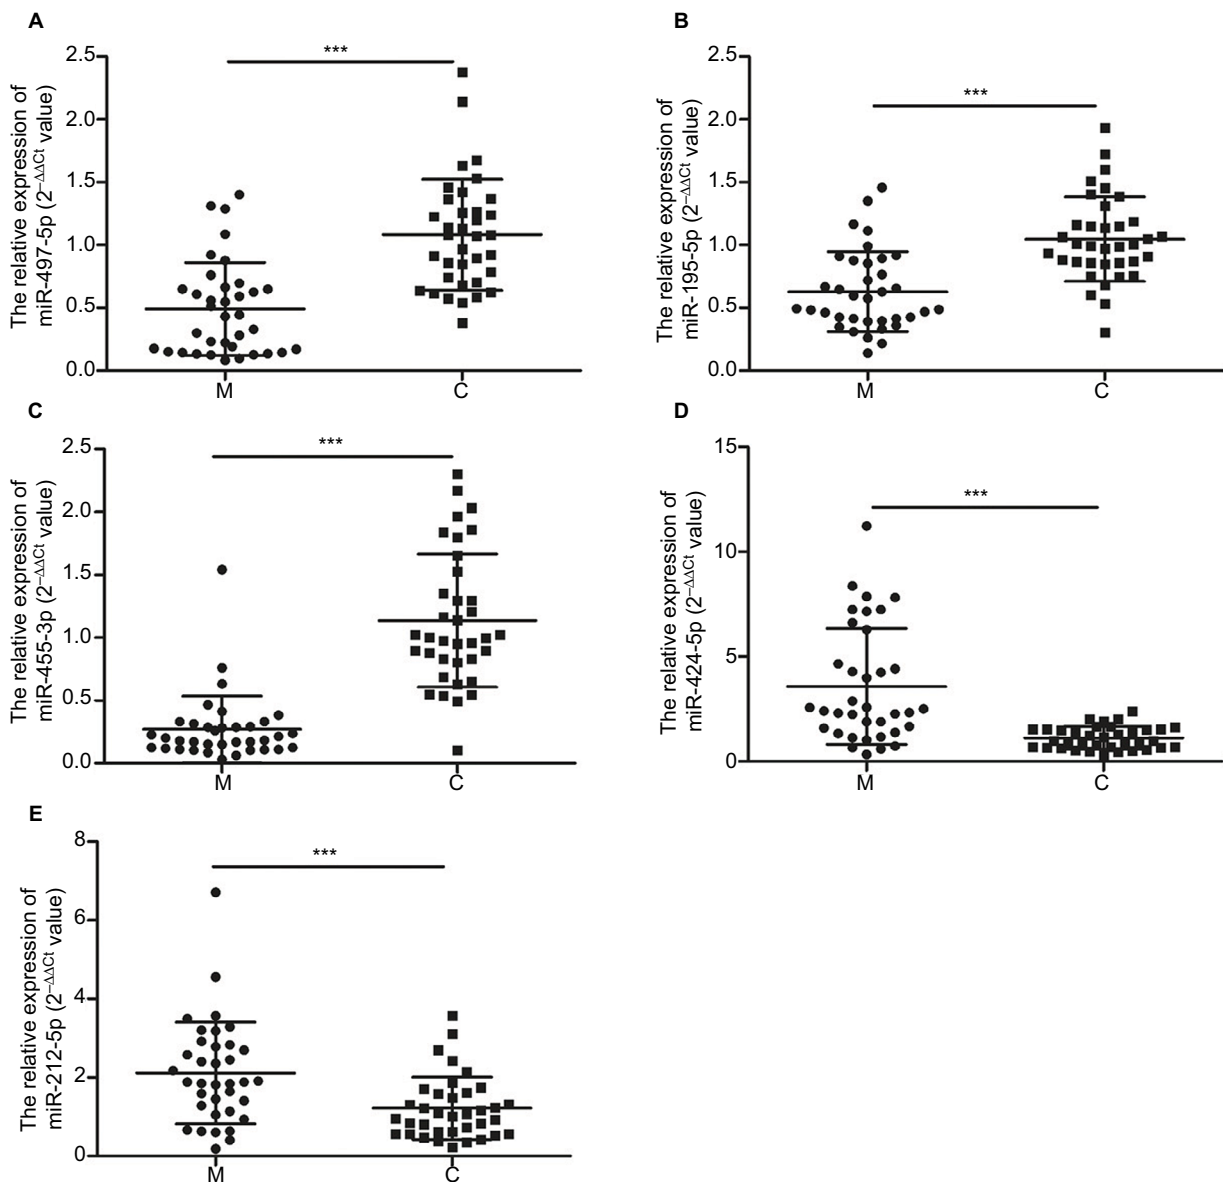 A
The relative expression of
miR-497-5p (2−ΔΔCt value)
2.5
2.0
1.5
1.0
0.5
0.0
***
M
C
B
The relative expression of
miR-195-5p (2−ΔΔCt value)
2.5
2.0
1.5
1.0
0.5
0.0
***
M
C
C
The relative expression of
miR-455-3p (2−ΔΔCt value)
2.5
2.0
1.5
1.0
0.5
0.0
***
M
C
D
The relative expression of
miR-424-5p (2−ΔΔCt value)
15
10
5
0
***
M
C
E
The relative expression of
miR-212-5p (2−ΔΔCt value)
8
6
4
2
0
***
M
C